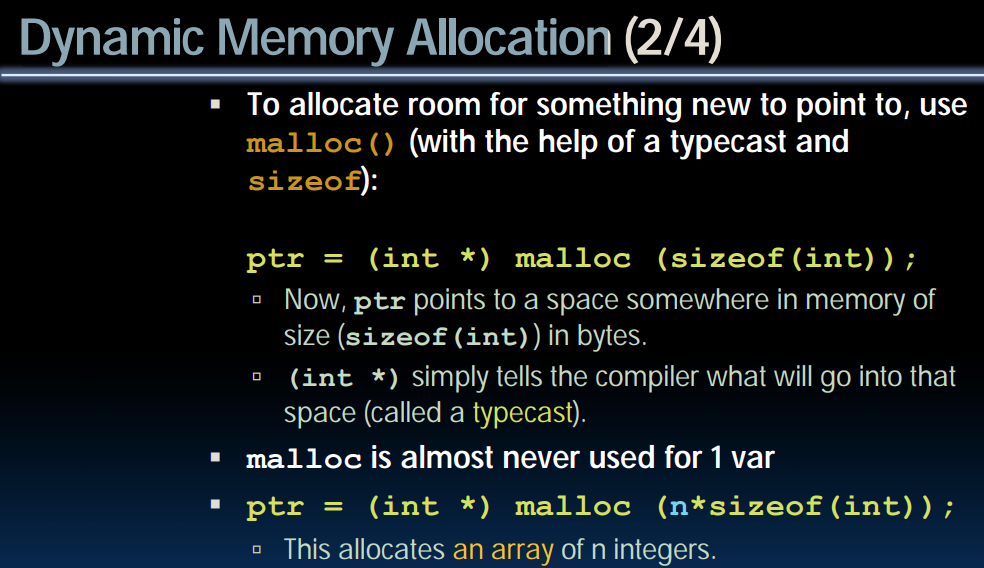 Dynamic Memory Allocation (2/4)
▪ To allocate room for something new to point to, use
malloc() (with the help of a typecast and
sizeof):
ptr = (int *) malloc (sizeof(int));
▫ Now, ptr points to a space somewhere in memory of
size (sizeof(int)) in bytes.
▫ (int *) simply tells the compiler what will go into that
space (called a typecast).
▪ malloc is almost never used for 1 var
▪ ptr = (int *) malloc (n*sizeof(int));
▫ This allocates an array of n integers.